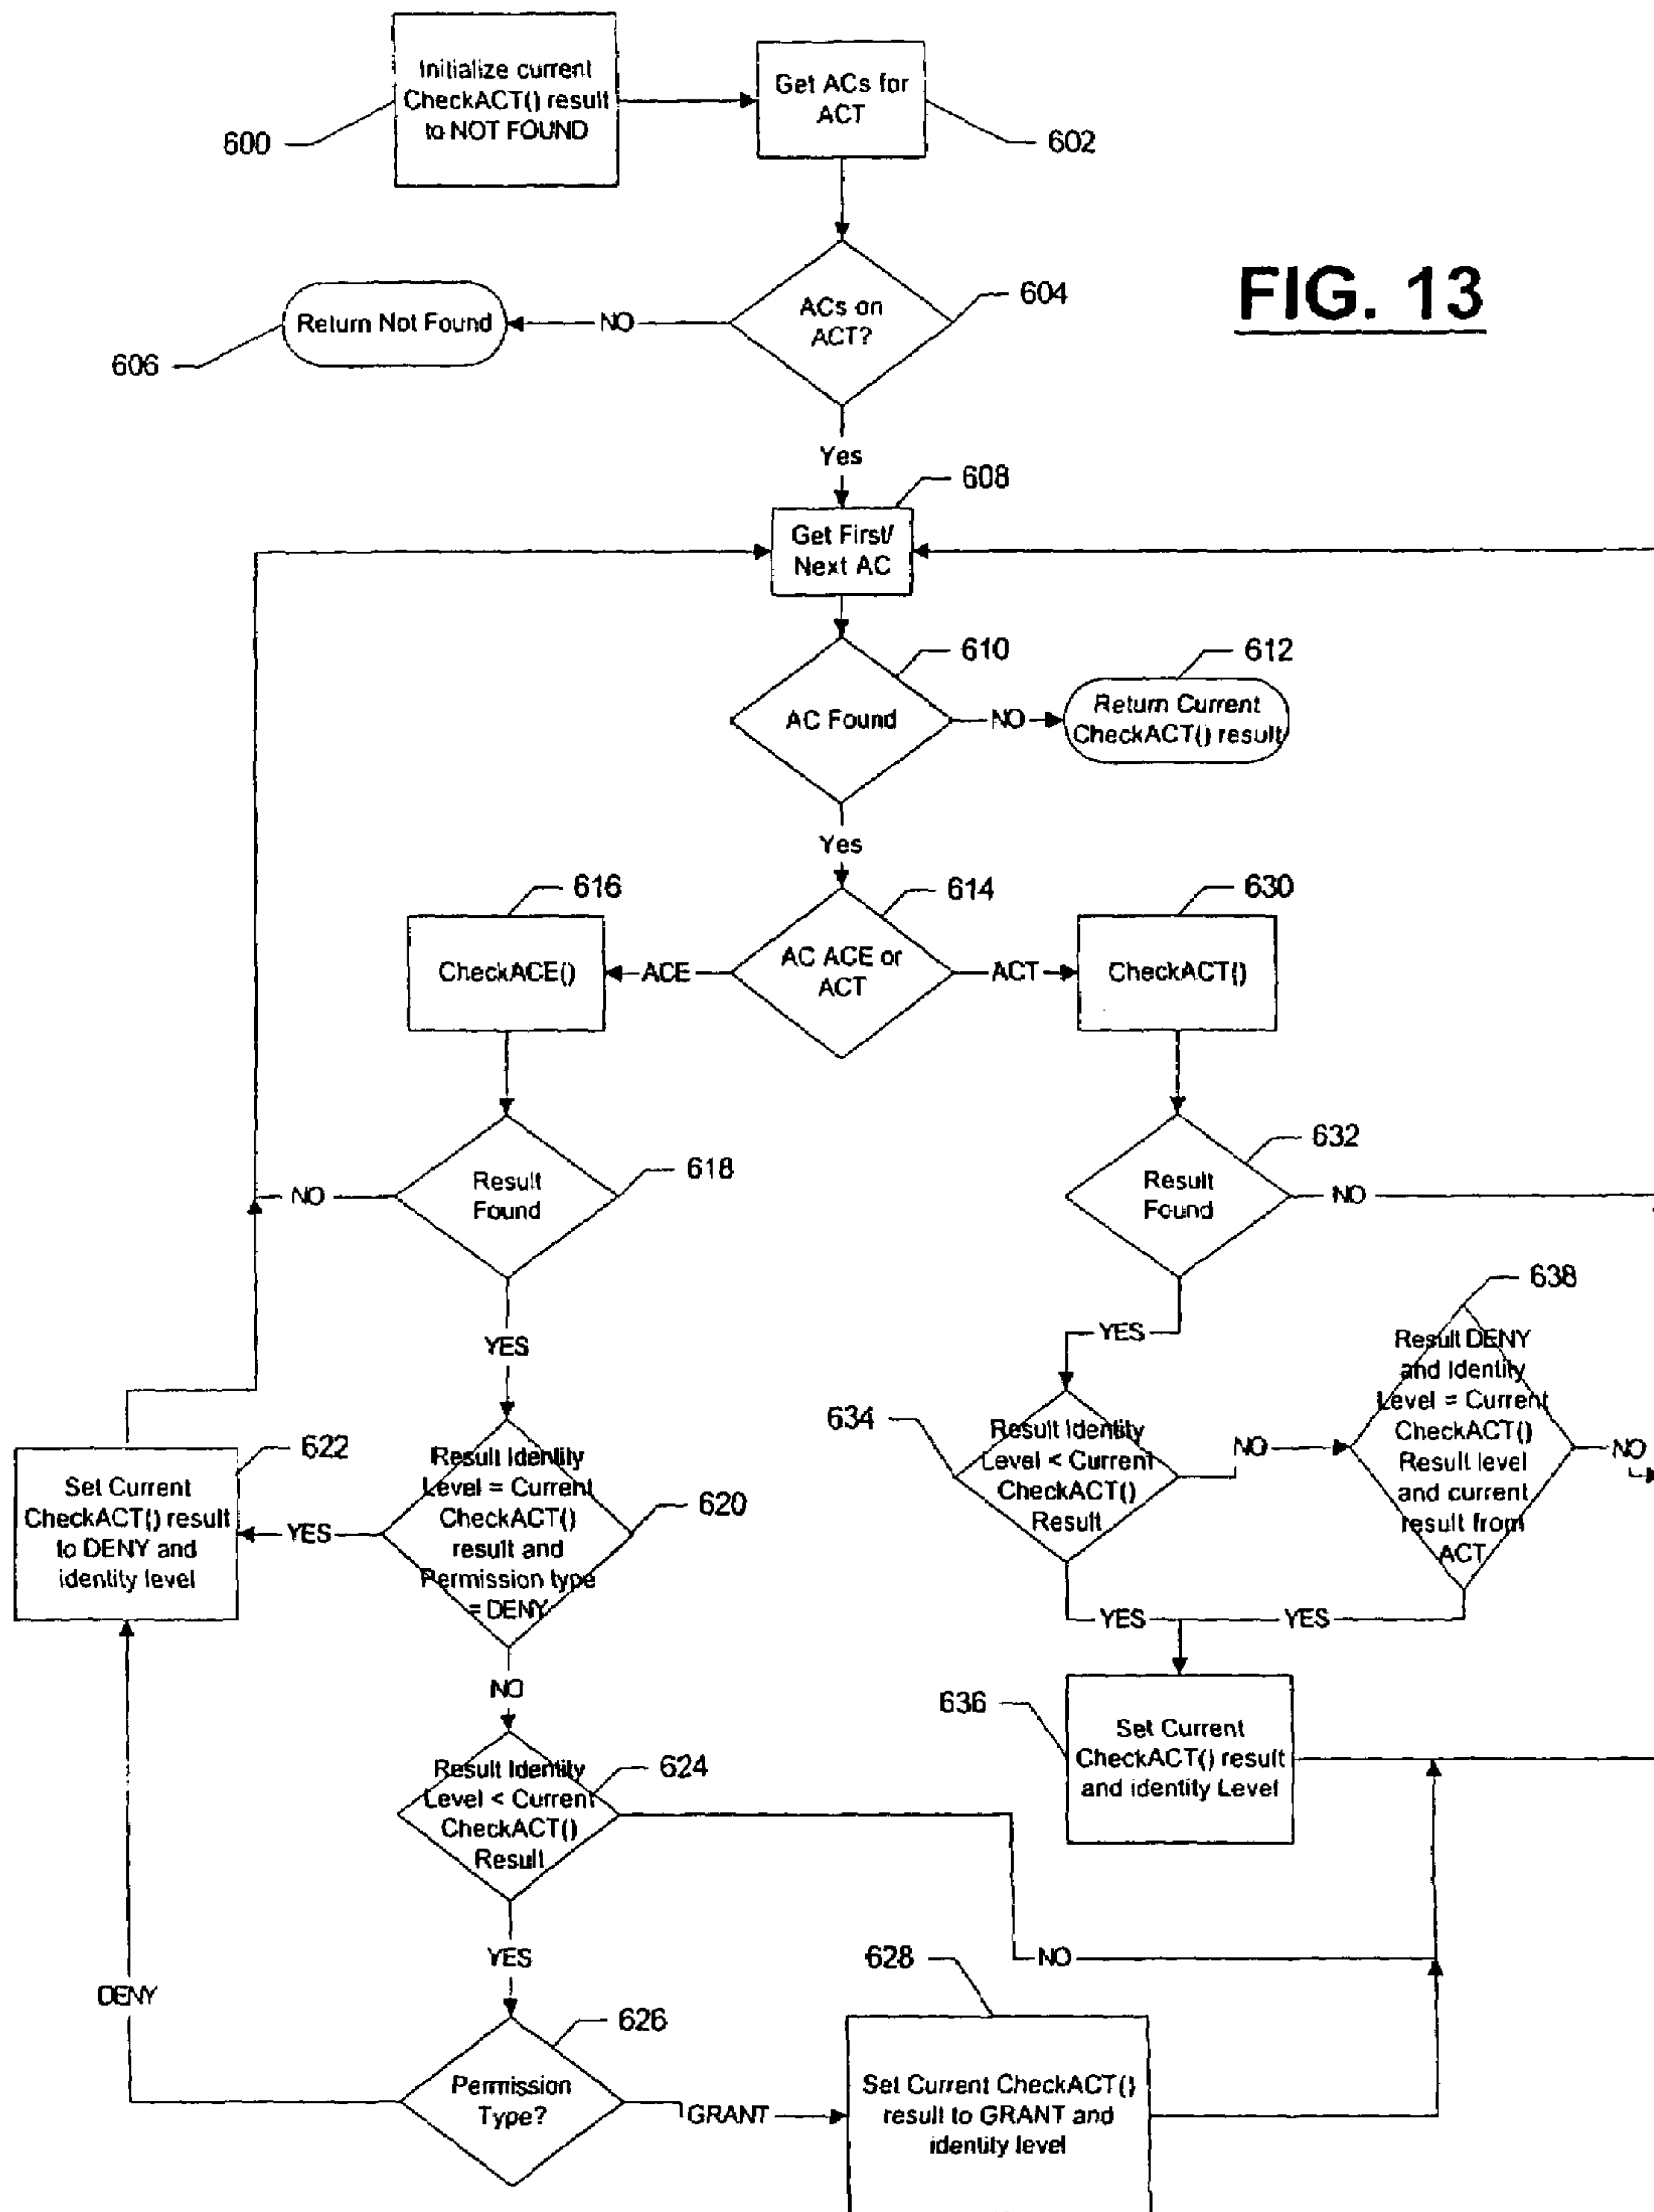 Initialize current
CheckACT() result
to NOT FOUND
600
Get ACs for
ACT
602
ACs on
ACT?
604
FIG. 13
NO
Return Not Found
606
Yes
608
Get First/
Next AC
610
AC Found
NO
612
Return Current
CheckACT() result
Yes
616
614
630
CheckACE()
ACE
AC ACE or
ACT
ACT
CheckACT()
618
Result
Found
NO
632
Result
Found
NO
YES
YES
638
Result DENY
and Identity
Level = Current
CheckACT()
Result level
and current
result from
ACT
NO
634
Result Identity
Level < Current
CheckACT()
Result
NO
622
Set Current
CheckACT() result
to DENY and
identity level
YES
Result Identity
Level = Current
CheckACT()
result and
Permission type
= DENY
620
YES
YES
NO
636
Set Current
CheckACT() result
and identity Level
Result Identity
Level < Current
CheckACT()
Result
624
YES
NO
628
DENY
626
Permission
Type?
GRANT
Set Current CheckACT()
result to GRANT and
identity level